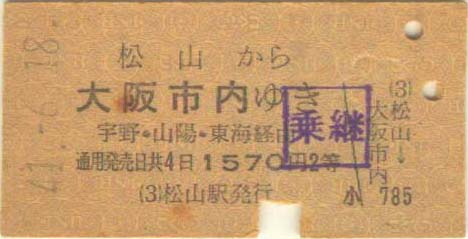 41.-6.18
松山から
大阪市内ゆき
宇野・山陽・東海経由
通用発売日共4日1570円2等
(3)松山駅発行
乗継
(3)松山→大阪市内
小 785